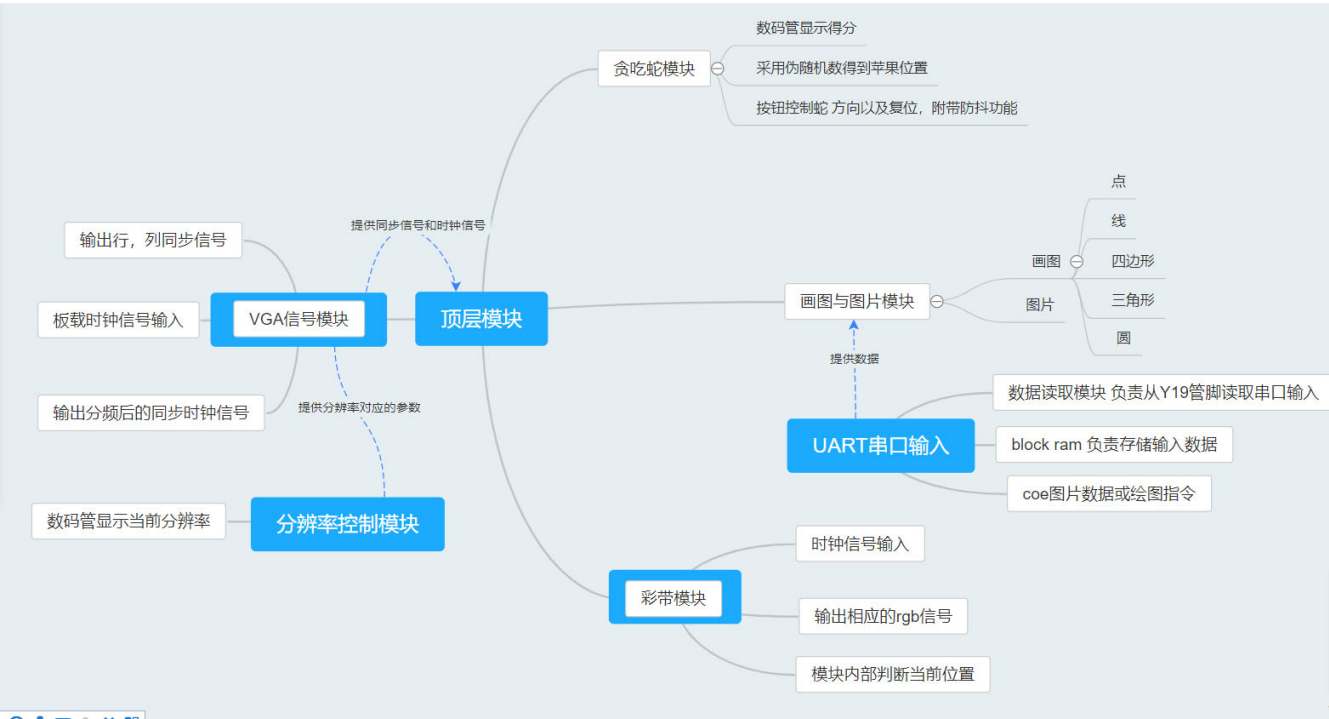 数码管显示得分
贪吃蛇模块
采用伪随机数得到苹果位置
按钮控制蛇 方向以及复位，附带防抖功能
提供同步信号和时钟信号
输出行，列同步信号
板载时钟信号输入
VGA信号模块
顶层模块
输出分频后的同步时钟信号
提供分辨率对应的参数
数码管显示当前分辨率
分辨率控制模块
画图与图片模块
画图
点
线
四边形
三角形
圆
图片
提供数据
UART串口输入
数据读取模块 负责从Y19管脚读取串口输入
block ram 负责存储输入数据
coe图片数据或绘图指令
彩带模块
时钟信号输入
输出相应的rgb信号
模块内部判断当前位置